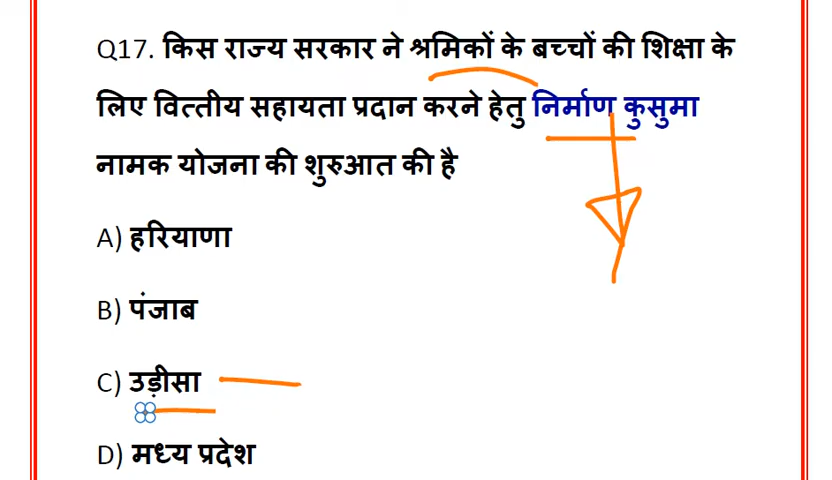 Q17. किस राज्य सरकार ने श्रमिकों के बच्चों की शिक्षा के
लिए वित्तीय सहायता प्रदान करने हेतु निर्माण कुसुमा
नामक योजना की शुरुआत की है
A) हरियाणा
B) पंजाब
C) उड़ीसा
D) मध्य प्रदेश